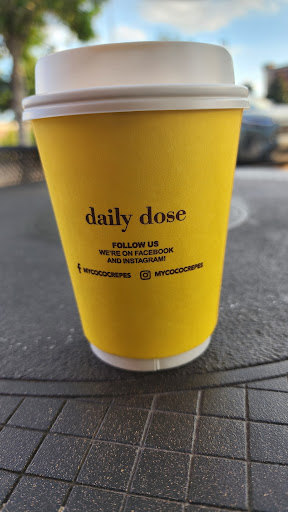 daily dose
FOLLOW US
WE'RE ON FACEBOOK
AND INSTAGRAM!
f MYCOCOCREPES MYCOCOCREPES